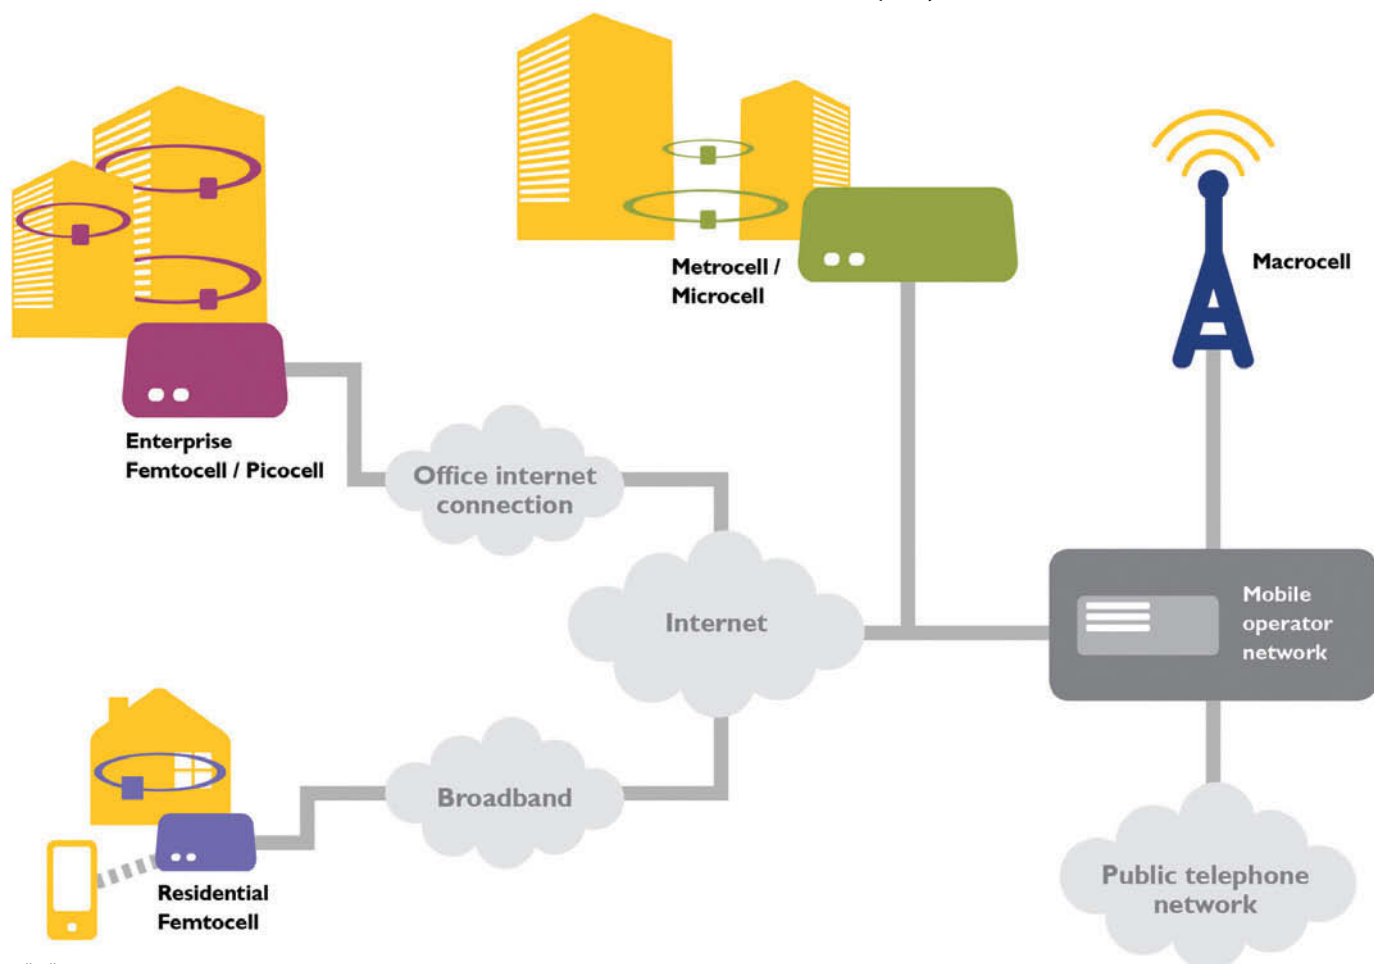 Metrocell /
Microcell
Macrocell
Enterprise
Femtocell / Picocell
Office internet
connection
Internet
Mobile
operator
network
Broadband
Residential
Femtocell
Public telephone
network